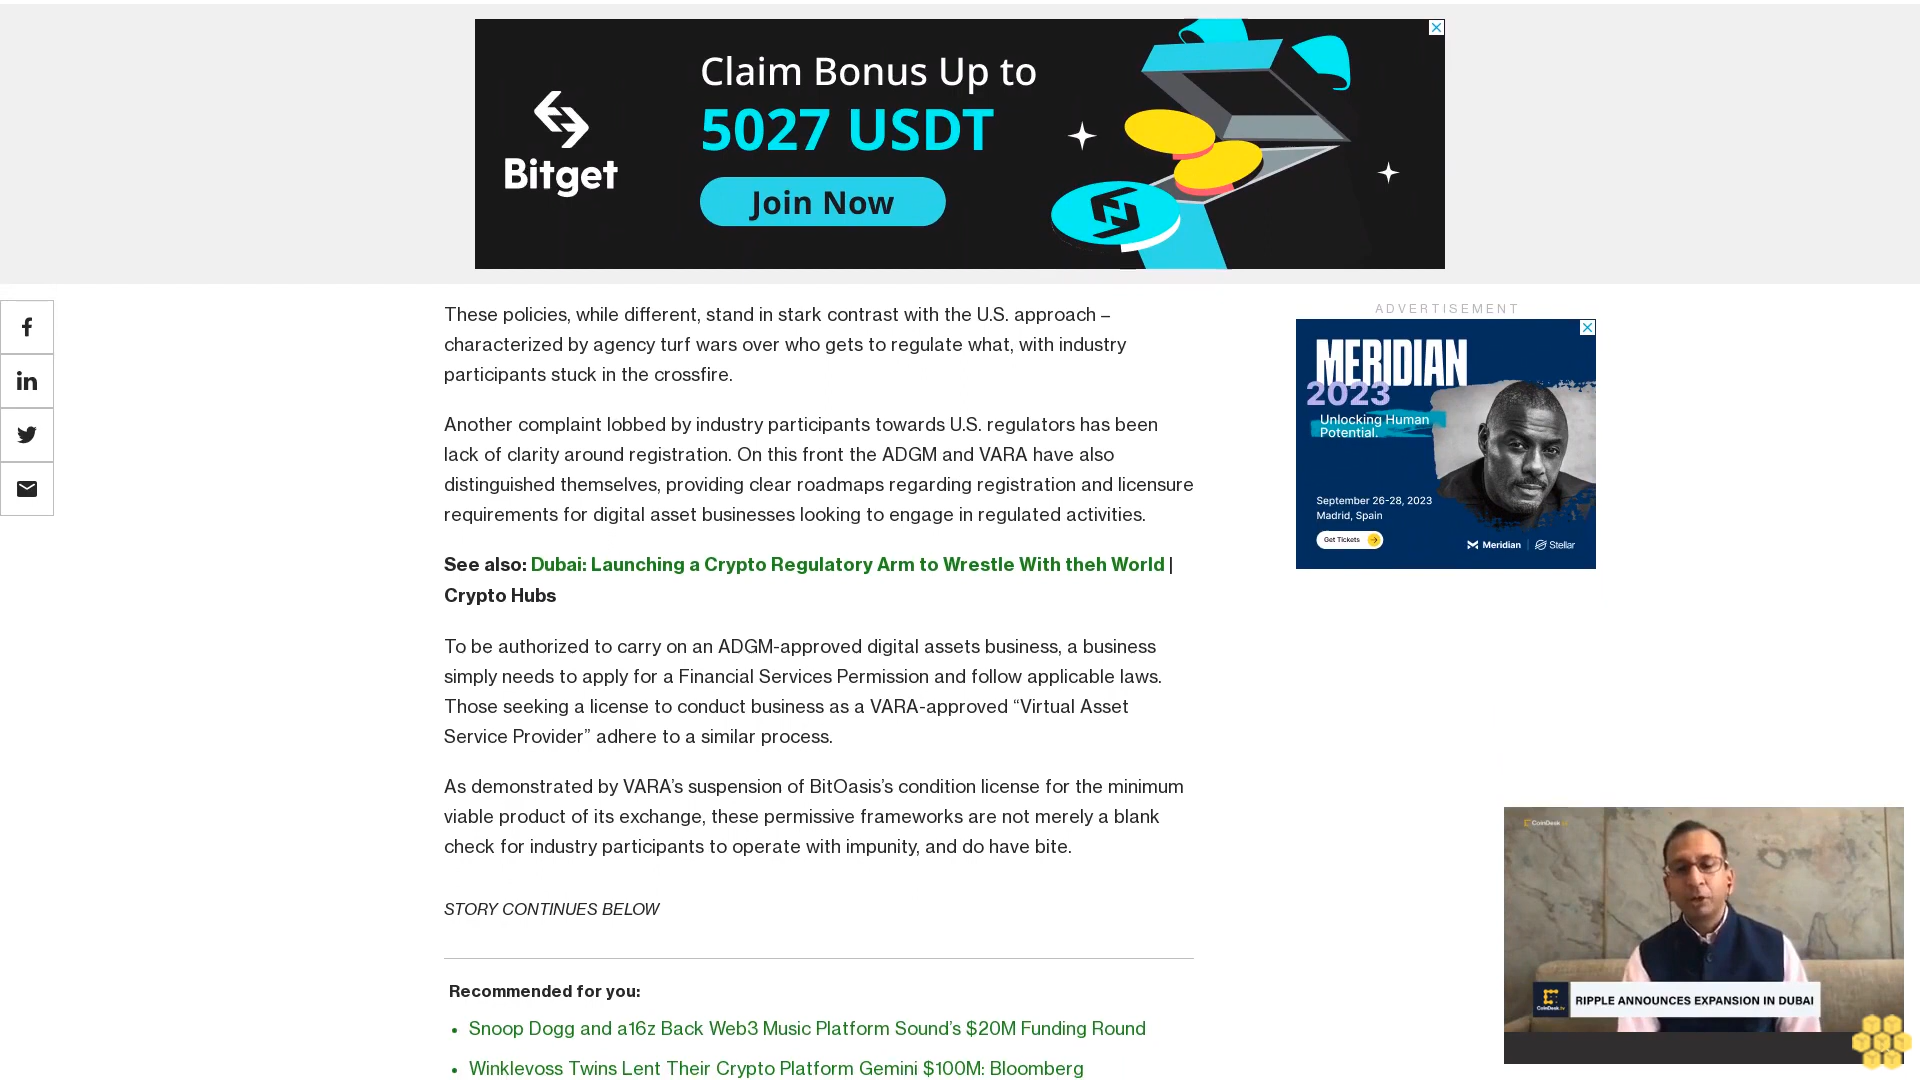 Claim Bonus Up to
5027 USDT
Bitget
Join Now
These policies, while different, stand in stark contrast with the U.S. approach –
characterized by agency turf wars over who gets to regulate what, with industry
participants stuck in the crossfire.
Another complaint lobbed by industry participants towards U.S. regulators has been
lack of clarity around registration. On this front the ADGM and VARA have also
distinguished themselves, providing clear roadmaps regarding registration and licensure
requirements for digital asset businesses looking to engage in regulated activities.
See also: Dubai: Launching a Crypto Regulatory Arm to Wrestle With theh World |
Crypto Hubs
To be authorized to carry on an ADGM-approved digital assets business, a business
simply needs to apply for a Financial Services Permission and follow applicable laws.
Those seeking a license to conduct business as a VARA-approved “Virtual Asset
Service Provider” adhere to a similar process.
As demonstrated by VARA’s suspension of BitOasis’s condition license for the minimum
viable product of its exchange, these permissive frameworks are not merely a blank
check for industry participants to operate with impunity, and do have bite.
STORY CONTINUES BELOW
Recommended for you:
Snoop Dogg and a16z Back Web3 Music Platform Sound’s $20M Funding Round
Winklevoss Twins Lent Their Crypto Platform Gemini $100M: Bloomberg
ADVERTISEMENT
MERIDIAN
2023
Unlocking Human
Potential.
September 26-28, 2023
Madrid, Spain
Get Tickets
Meridian | Stellar
CoinDesk tv
CoinDesk.tv
RIPPLE ANNOUNCES EXPANSION IN DUBAI